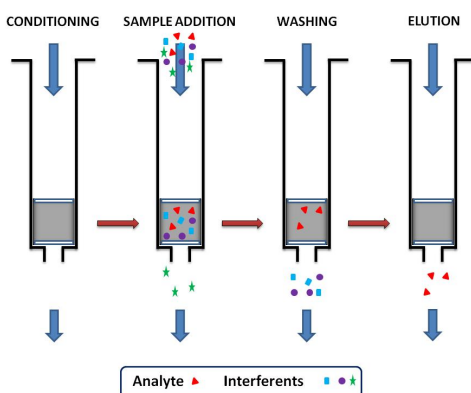 CONDITIONING SAMPLE ADDITION WASHING ELUTION
Analyte Interferents